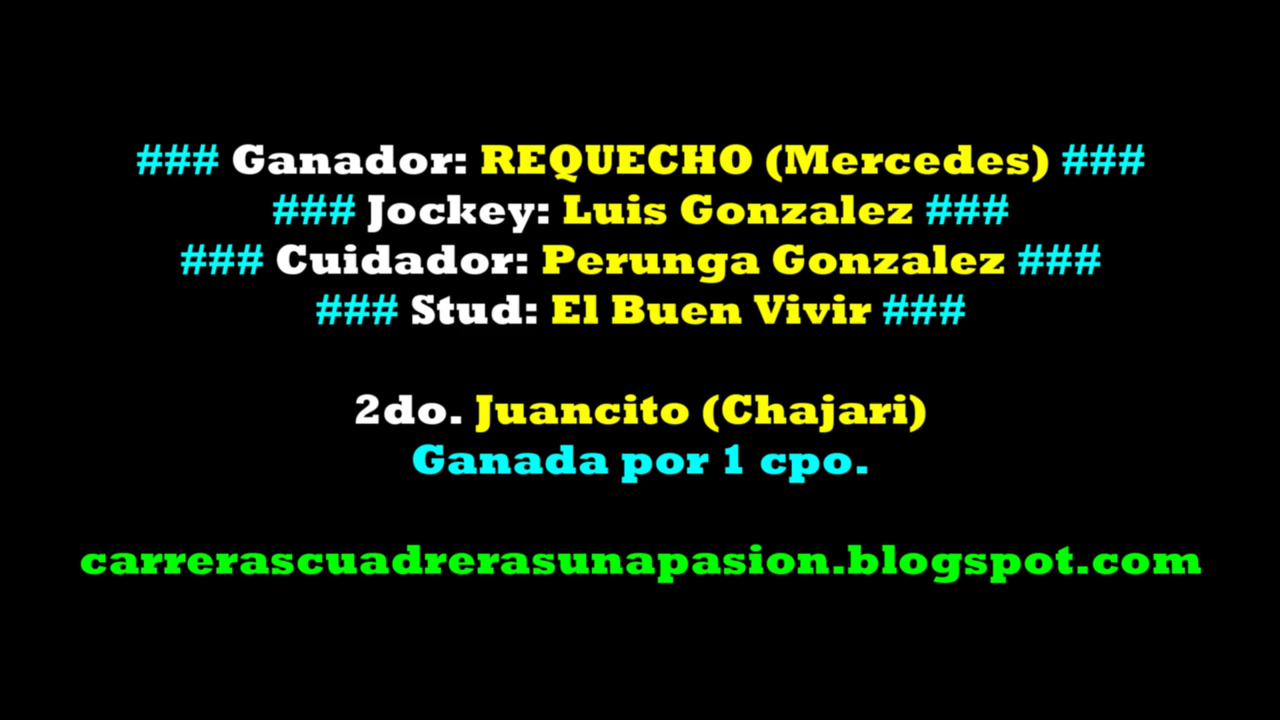 ### Ganador: REQUECHO (Mercedes) ###
### Jockey: Luis Gonzalez ###
### Cuidador: Perunga Gonzalez ###
### Stud: El Buen Vivir ###
2do. Juancito (Chajari)
Ganada por 1 cpo.
carrerascuadrerasunapasion.blogspot.com